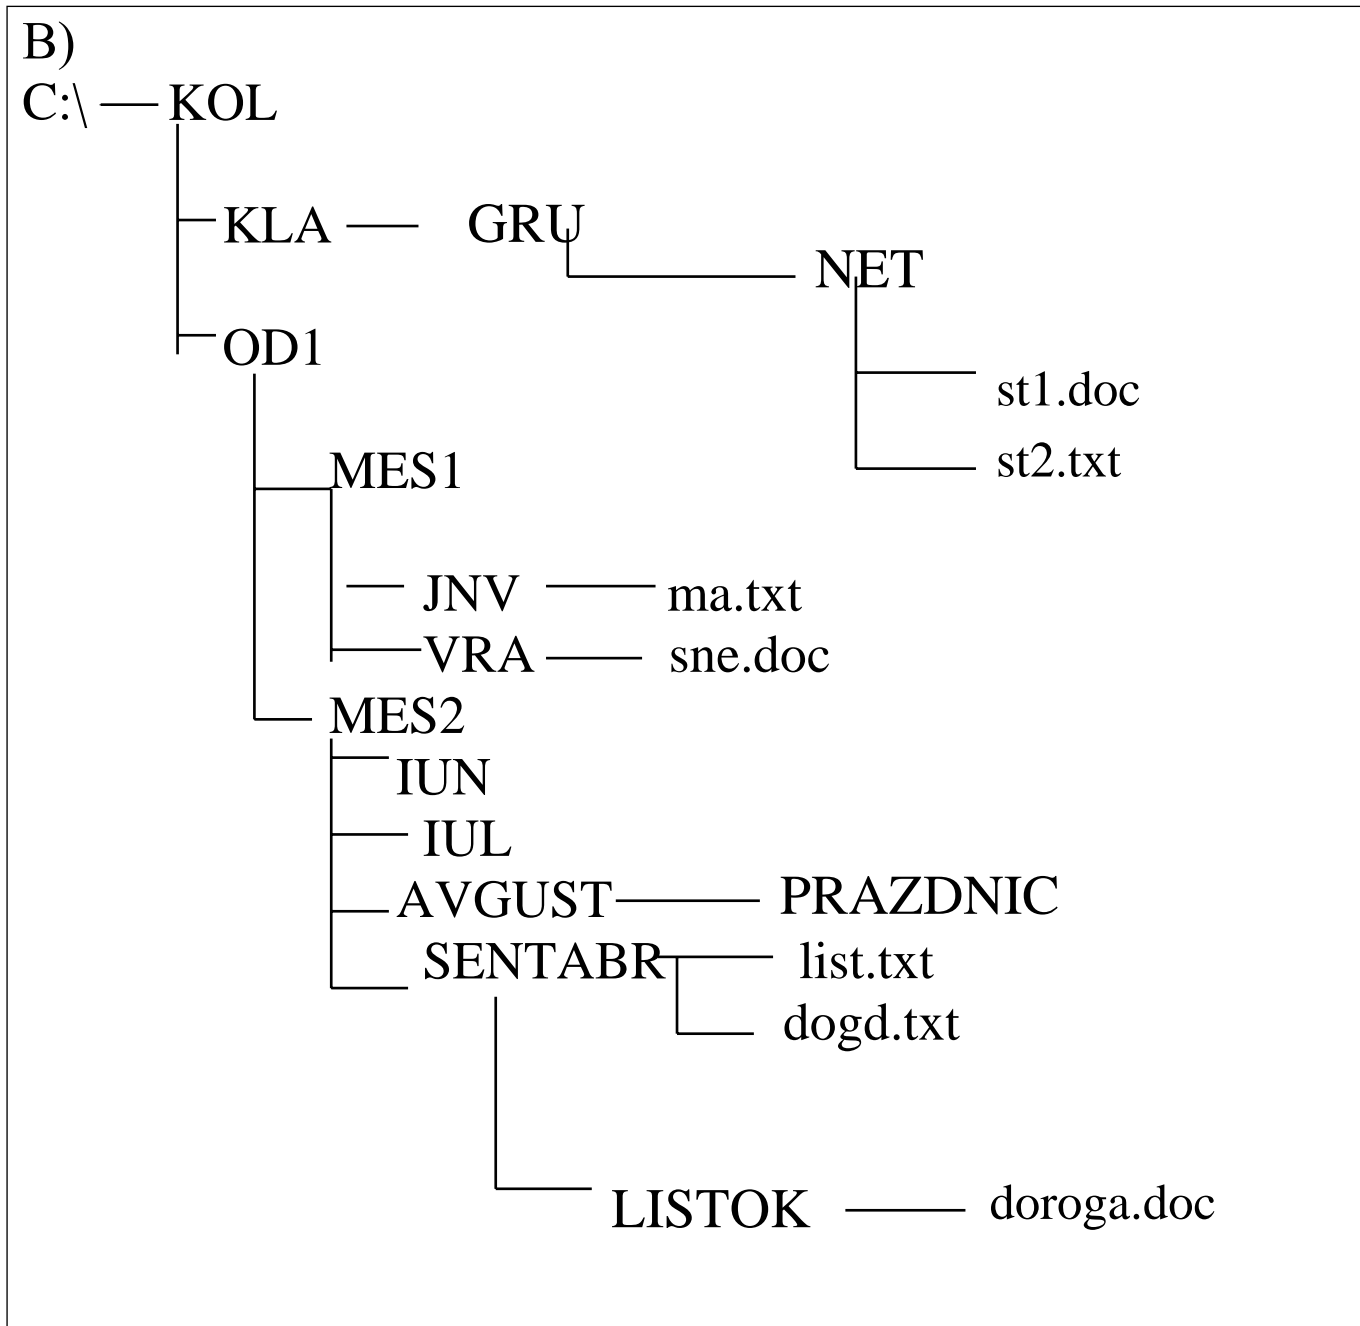 B)
C:\ KOL
KLA GRU
NET
OD1
st1.doc
st2.txt
MES1
JNV ma.txt
VRA sne.doc
MES2
IUN
IUL
AVGUST PRAZDNIC
SENTABR list.txt
dogd.txt
LISTOK doroga.doc